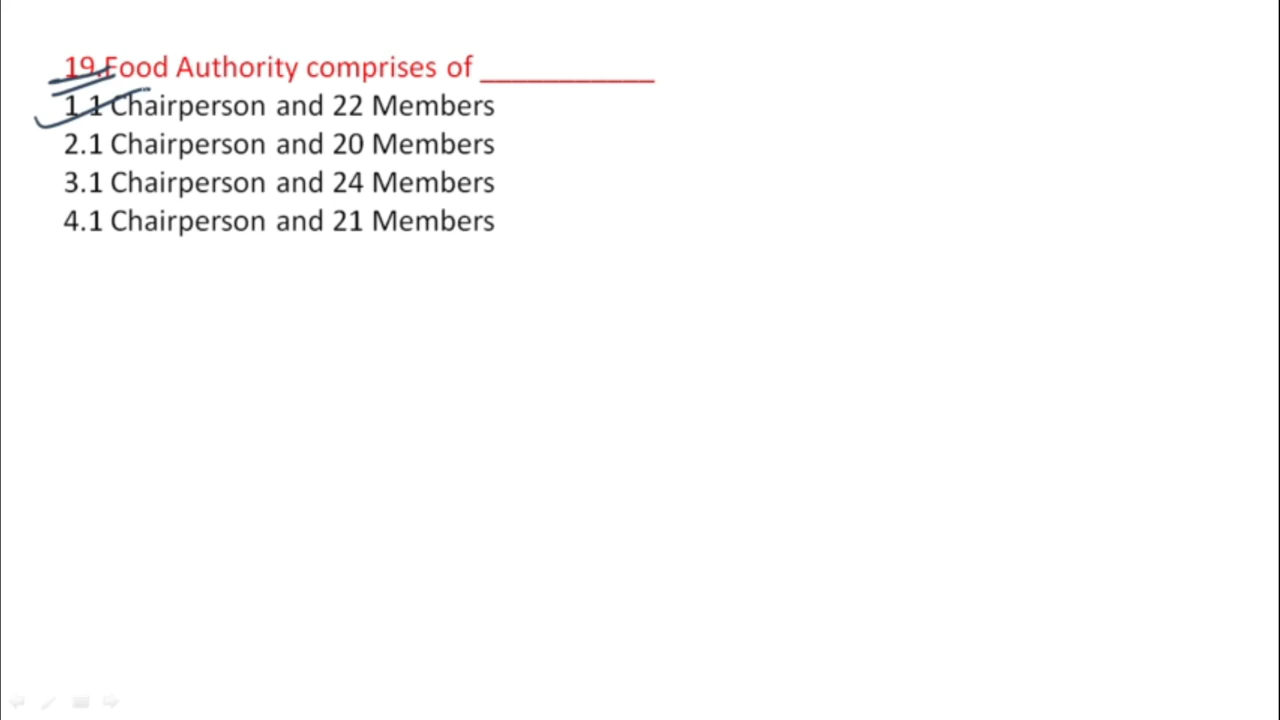 19.Food Authority comprises of ___________
1.1 Chairperson and 22 Members
2.1 Chairperson and 20 Members
3.1 Chairperson and 24 Members
4.1 Chairperson and 21 Members